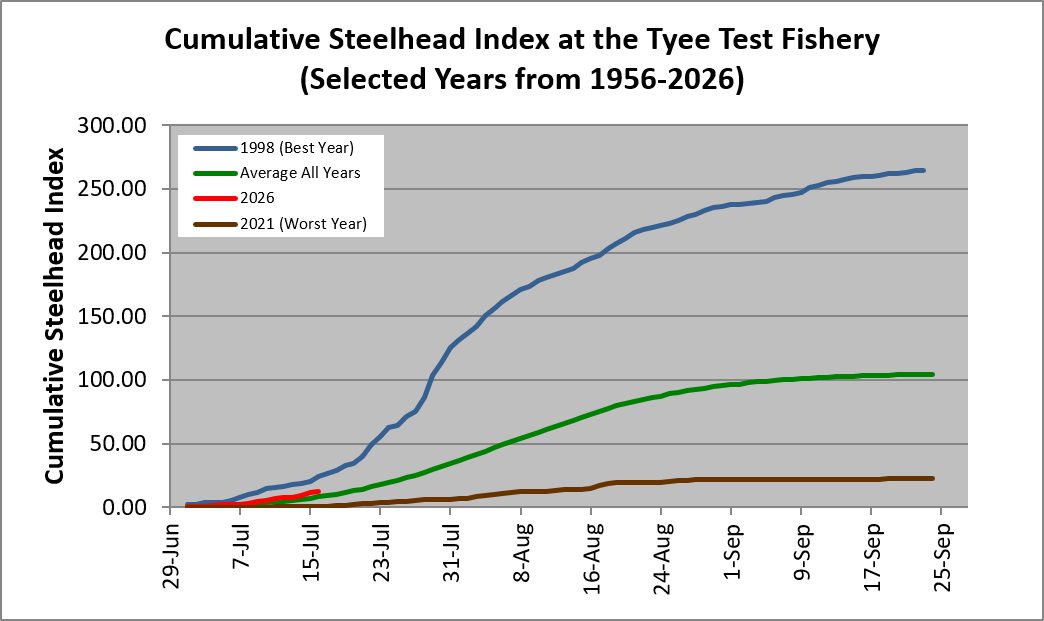 Cumulative Steelhead Index at the Tyee Test Fishery
(Selected Years from 1956-2026)
Cumulative Steelhead Index
300.00
250.00
200.00
150.00
100.00
50.00
0.00
1998 (Best Year)
Average All Years
2026
2021 (Worst Year)
29-Jun
7-Jul
15-Jul
23-Jul
31-Jul
8-Aug
16-Aug
24-Aug
1-Sep
9-Sep
17-Sep
25-Sep